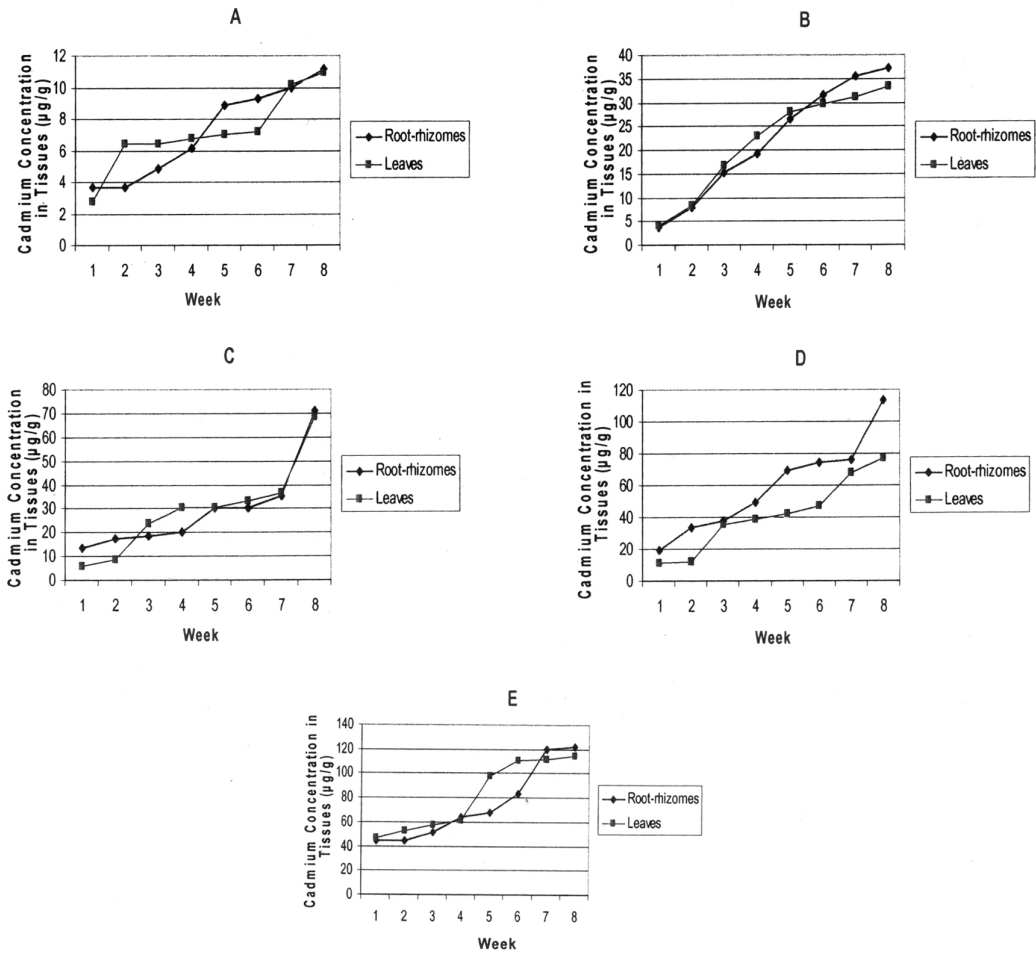 A
Cadmium Concentration
in Tissues (µg/g)
12
10
8
6
4
2
0
1 2 3 4 5 6 7 8
Week
Root-rhizomes
Leaves
B
Cadmium Concentration
in Tissues (µg/g)
40
35
30
25
20
15
10
5
0
1 2 3 4 5 6 7 8
Week
Root-rhizomes
Leaves
C
Cadmium Concentration
in Tissues (µg/g)
80
70
60
50
40
30
20
10
0
1 2 3 4 5 6 7 8
Week
Root-rhizomes
Leaves
D
Cadmium Concentration in
Tissues (µg/g)
120
100
80
60
40
20
0
1 2 3 4 5 6 7 8
Week
Root-rhizomes
Leaves
E
Cadmium Concentration in
Tissues (µg/g)
140
120
100
80
60
40
20
0
1 2 3 4 5 6 7 8
Week
Root-rhizomes
Leaves